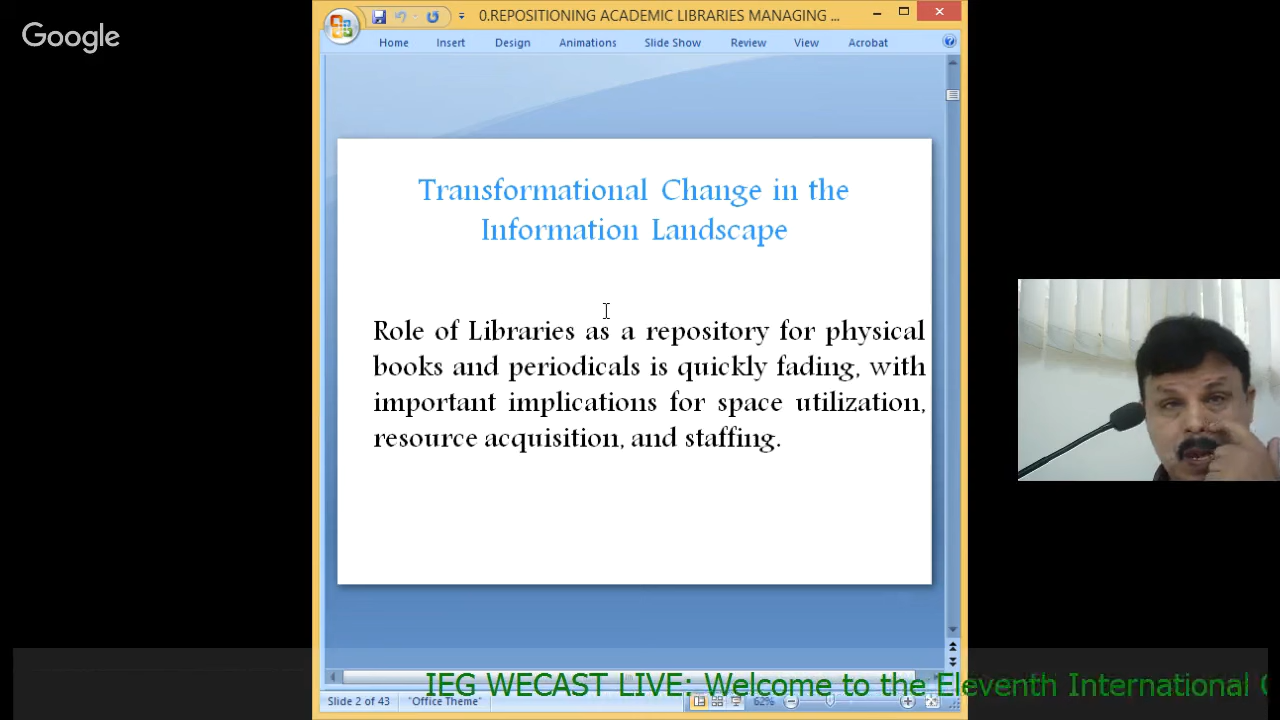 Google
0.REPOSITIONING ACADEMIC LIBRARIES MANAGING ...
Home Insert Design Animations Slide Show Review View Acrobat
Transformational Change in the
Information Landscape
Role of Libraries as a repository for physical
books and periodicals is quickly fading, with
important implications for space utilization,
resource acquisition, and staffing.
IEG WECAST LIVE: Welcome to the Eleventh International
Slide 2 of 43 "Office Theme" 62%